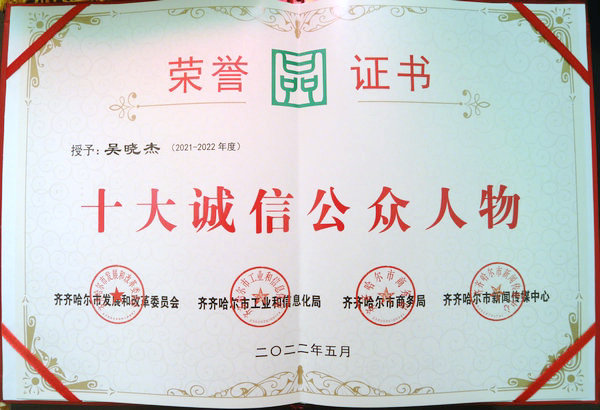 荣誉 证书
授予：吴晓杰（2021-2022年度）
十大诚信公众人物
齐齐哈尔市发展和改革委员会 齐齐哈尔市工业和信息化局 齐齐哈尔市商务局 齐齐哈尔市新闻传媒中心
二〇二二年五月